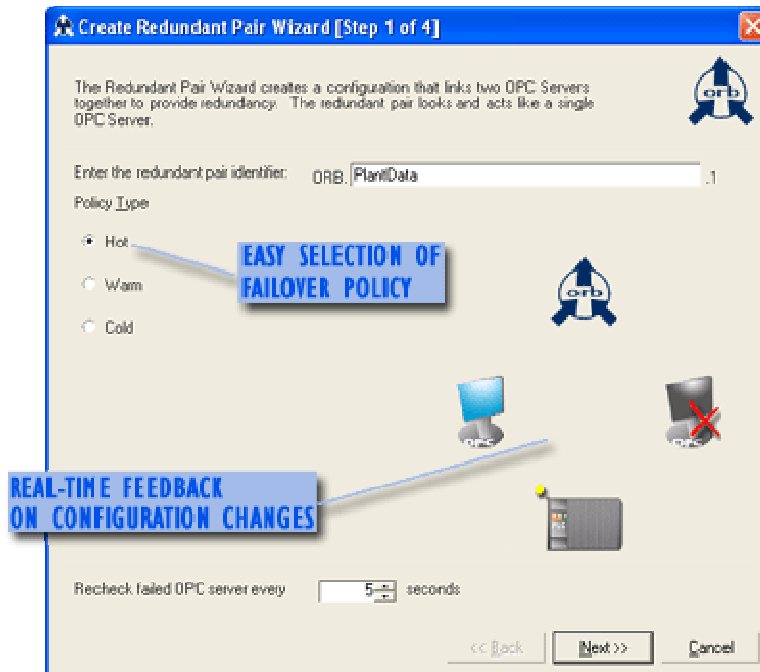 Create Redundant Pair Wizard [Step 1 of 4]
The Redundant Pair Wizard creates a configuration that links two OPC Servers
together to provide redundancy. The redundant pair looks and acts like a single
OPC Server.
orb
Enter the redundant pair identifier: ORB. PlantData .1
Policy Type
Hot
EASY SELECTION OF
FAILOVER POLICY
Warm
orb
Cold
OPC
OPC
REAL-TIME FEEDBACK
ON CONFIGURATION CHANGES
PLC
Recheck failed OPC server every 5 seconds
<< Back Next >> Cancel